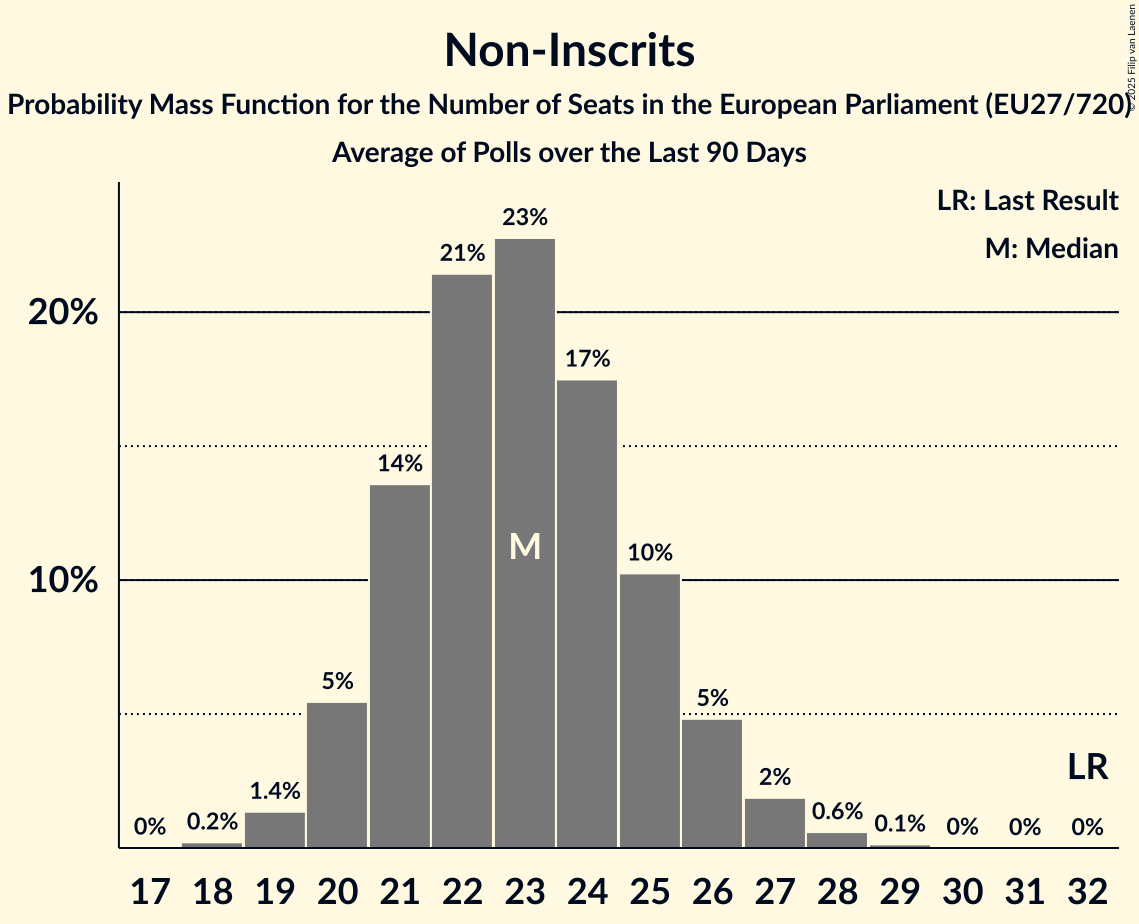 Non-Inscrits
Probability Mass Function for the Number of Seats in the European Parliament (EU27/720)
Average of Polls over the Last 90 Days
© 2025 Filip van Laenen
LR: Last Result
M: Median
23%
21%
20%
17%
14%
M
10%
10%
5%
5%
LR
2%
1.4%
0.6%
0% 0.2% 0.1% 0% 0% 0%
17 18 19 20 21 22 23 24 25 26 27 28 29 30 31 32